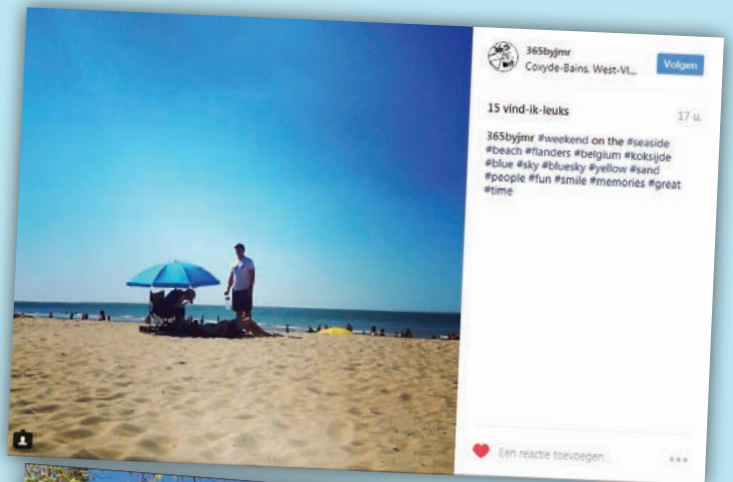 365byjmr
Coxyde-Bains, West-Vl...
Volgen
15 vind-ik-leuks
17 u.
365byjmr #weekend on the #seaside
#beach #flanders #belgium #koksijde
#blue #sky #bluesky #yellow #sand
#people #fun #smile #memories #great
#time
Een reactie toevoegen...